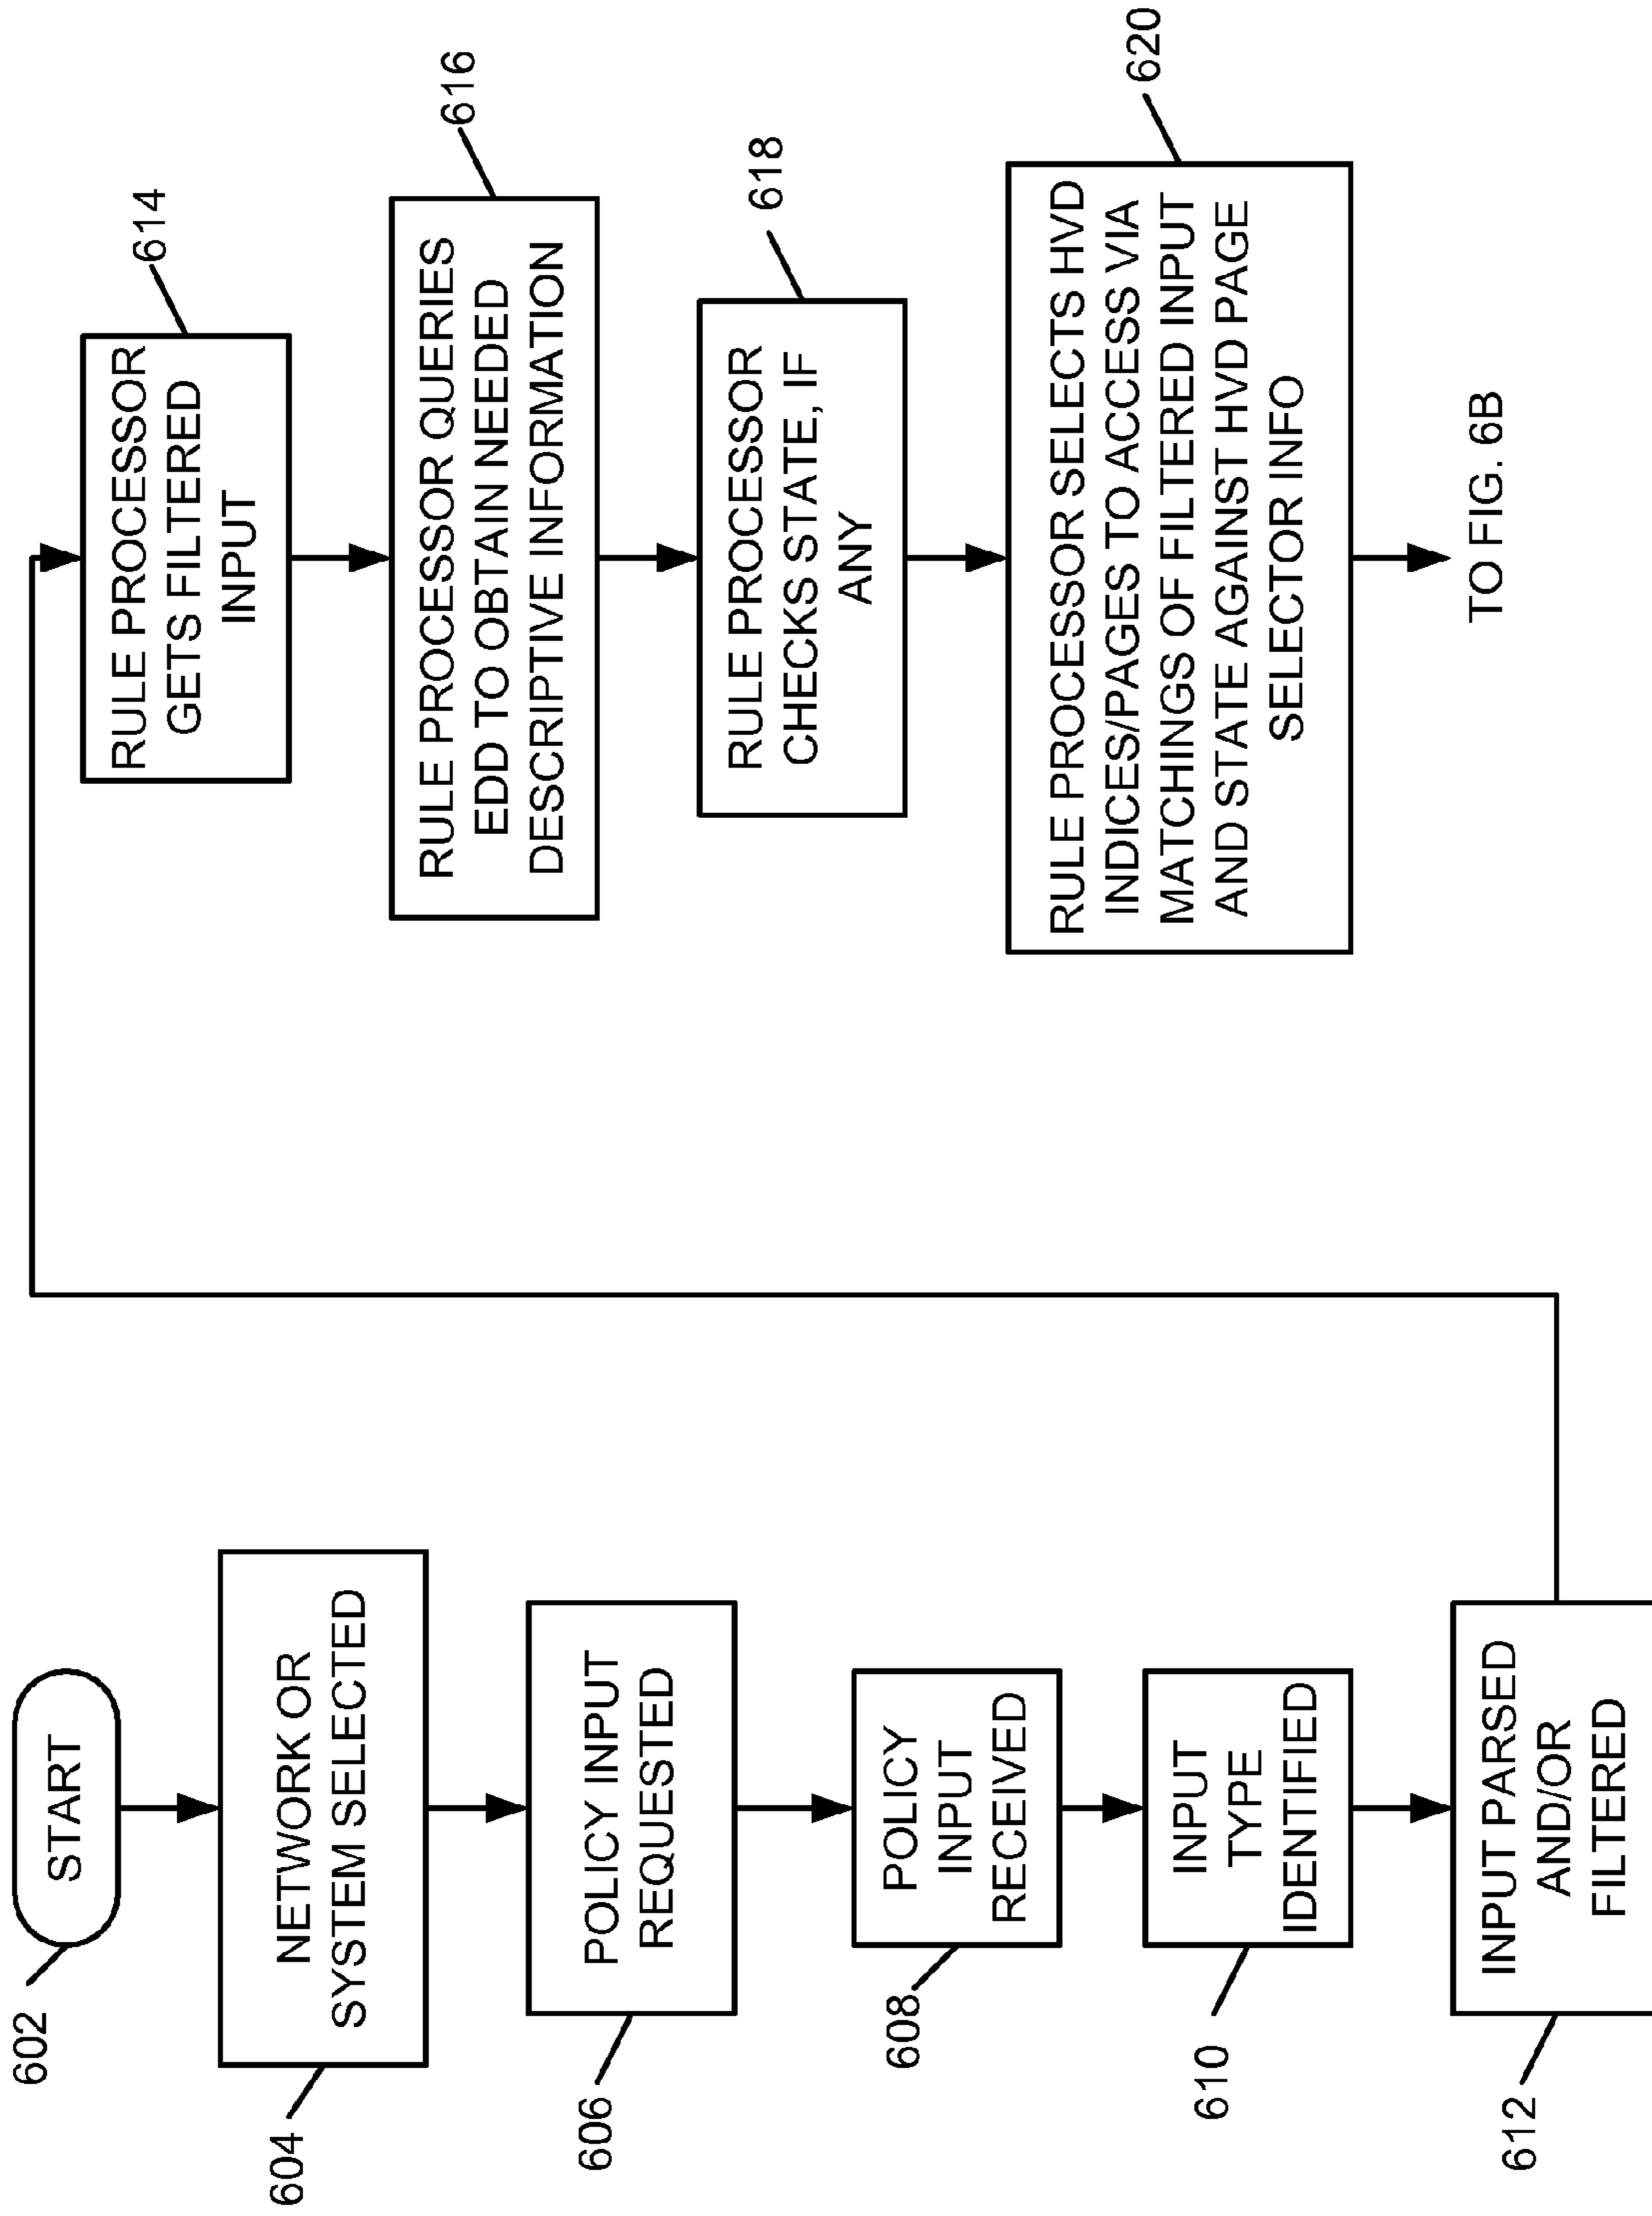 602
START
604
NETWORK OR
SYSTEM SELECTED
606
POLICY INPUT
REQUESTED
608
POLICY
INPUT
RECEIVED
610
INPUT
TYPE
IDENTIFIED
612
INPUT PARSED
AND/OR
FILTERED
614
RULE PROCESSOR
GETS FILTERED
INPUT
616
RULE PROCESSOR QUERIES
EDD TO OBTAIN NEEDED
DESCRIPTIVE INFORMATION
618
RULE PROCESSOR
CHECKS STATE, IF
ANY
620
RULE PROCESSOR SELECTS HVD
INDICES/PAGES TO ACCESS VIA
MATCHINGS OF FILTERED INPUT
AND STATE AGAINST HVD PAGE
SELECTOR INFO
TO FIG. 6B